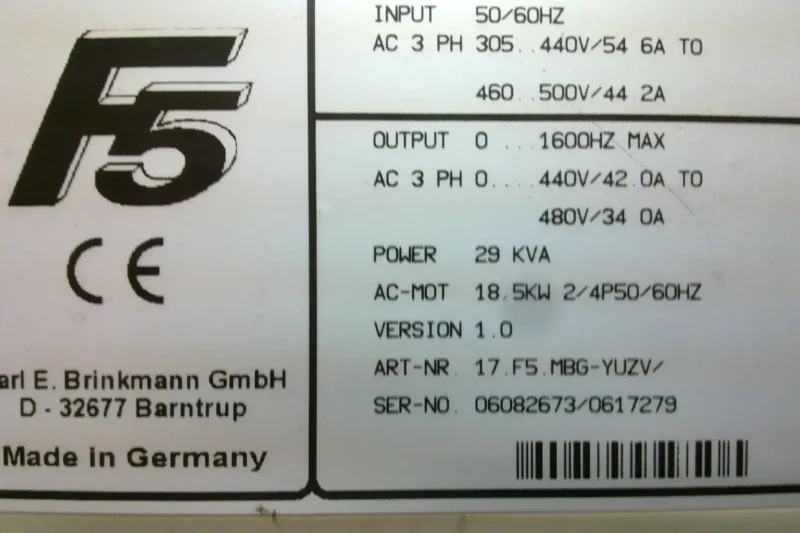 F5
CE
arl E. Brinkmann GmbH
D - 32677 Barntrup
Made in Germany
INPUT 50/60HZ
AC 3 PH 305..440V/54 6A TO
460..500V/44 2A
OUTPUT 0 ... 1600HZ MAX
AC 3 PH 0.... 440V/42.0A TO
480V/34 0A
POWER 29 KVA
AC-MOT 18.5KW 2/4P50/60HZ
VERSION 1.0
ART-NR. 17.F5.MBG-YUZV/
SER-NO. 06082673/0617279